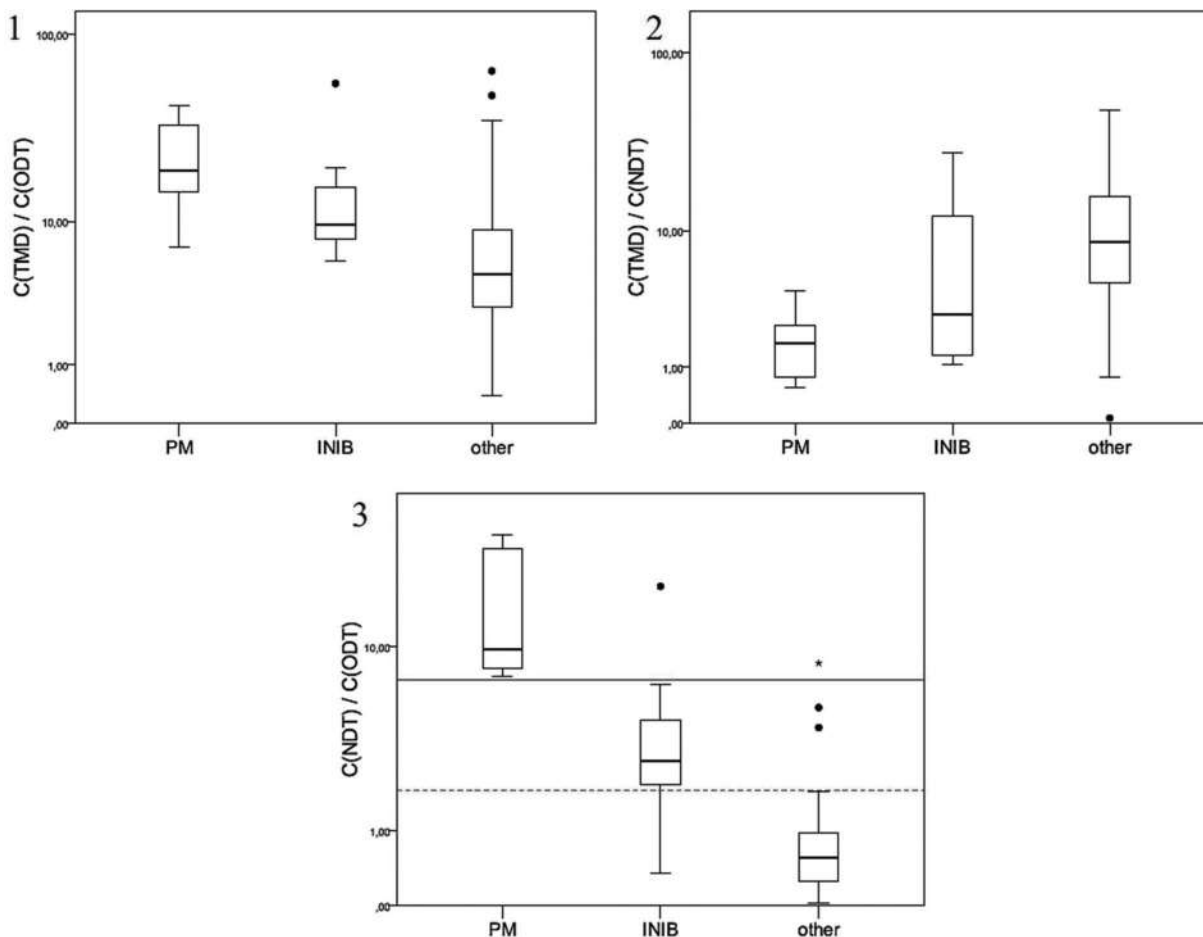 1
C(TMD) / C(ODT)
100,00
10,00
1,00
,00
PM INIB other
2
C(TMD) / C(NDT)
100,00
10,00
1,00
,00
PM INIB other
3
C(NDT) / C(ODT)
10,00
1,00
,00
PM INIB other